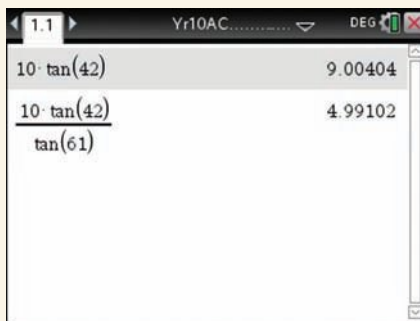 1.1 Yr10AC............ DEG
10· tan(42) 9.00404
10· tan(42) 4.99102
tan(61)